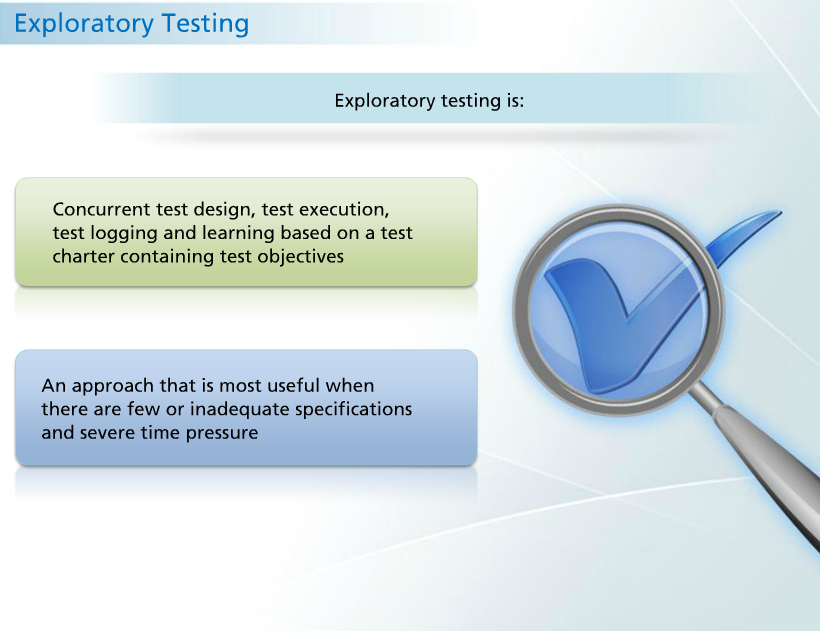 Exploratory Testing
Exploratory testing is:
Concurrent test design, test execution,
test logging and learning based on a test
charter containing test objectives
An approach that is most useful when
there are few or inadequate specifications
and severe time pressure